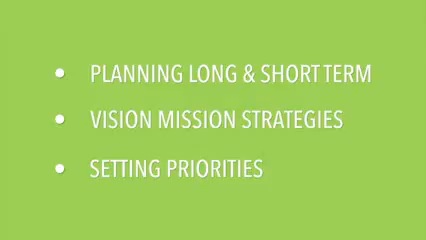 • PLANNING LONG & SHORT TERM
• VISION MISSION STRATEGIES
• SETTING PRIORITIES